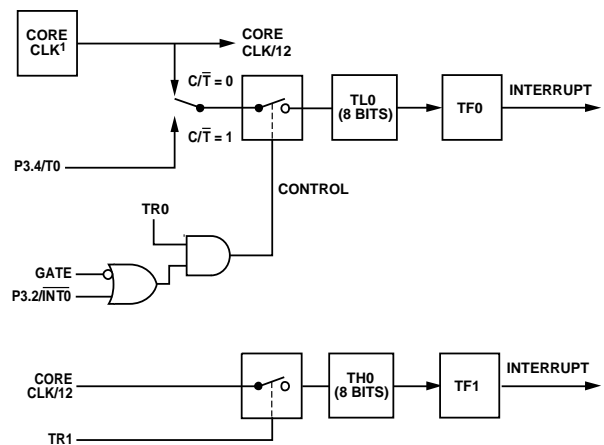 CORE
CLK¹
CORE
CLK/12
C/T̅ = 0
C/T̅ = 1
P3.4/T0
TL0
(8 BITS)
TF0
INTERRUPT
CONTROL
TR0
GATE
P3.2/I̅N̅T̅0̅
CORE
CLK/12
TH0
(8 BITS)
TF1
INTERRUPT
TR1